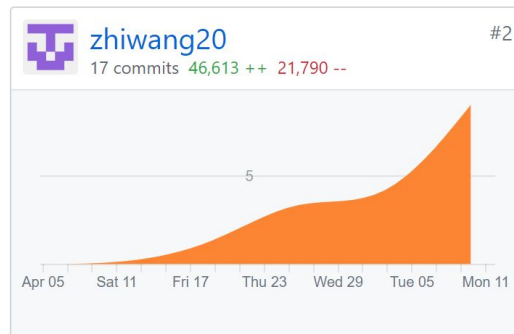 zhiwang20
#2
17 commits 46,613 ++ 21,790 --
5
Apr 05 Sat 11 Fri 17 Thu 23 Wed 29 Tue 05 Mon 11